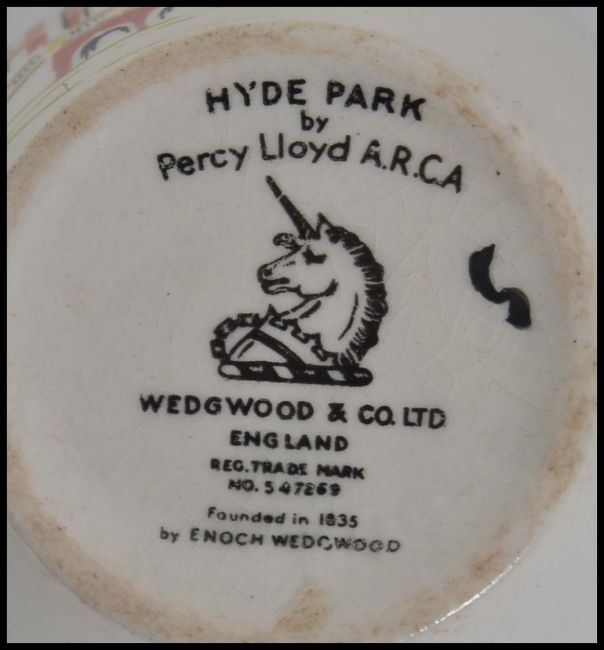 HYDE PARK
by
Percy Lloyd A.R.C.A
WEDGWOOD & CO. LTD
ENGLAND
REG. TRADE MARK
NO. 547869
Founded in 1835
by ENOCH WEDGWOOD